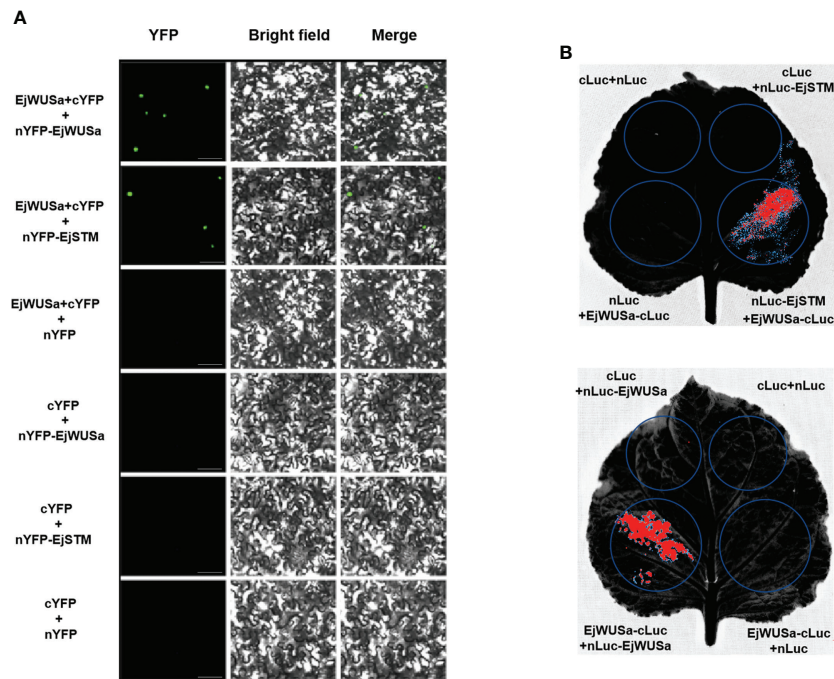 A
YFP
Bright field
Merge
EjWUSa+cYFP
+
nYFP-EjWUSa
EjWUSa+cYFP
+
nYFP-EjSTM
EjWUSa+cYFP
+
nYFP
cYFP
+
nYFP-EjWUSa
cYFP
+
nYFP-EjSTM
cYFP
+
nYFP
B
cLuc+nLuc
cLuc
+nLuc-EjSTM
nLuc
+EjWUSa-cLuc
nLuc-EjSTM
+EjWUSa-cLuc
cLuc
+nLuc-EjWUSa
cLuc+nLuc
EjWUSa-cLuc
+nLuc-EjWUSa
EjWUSa-cLuc
+nLuc